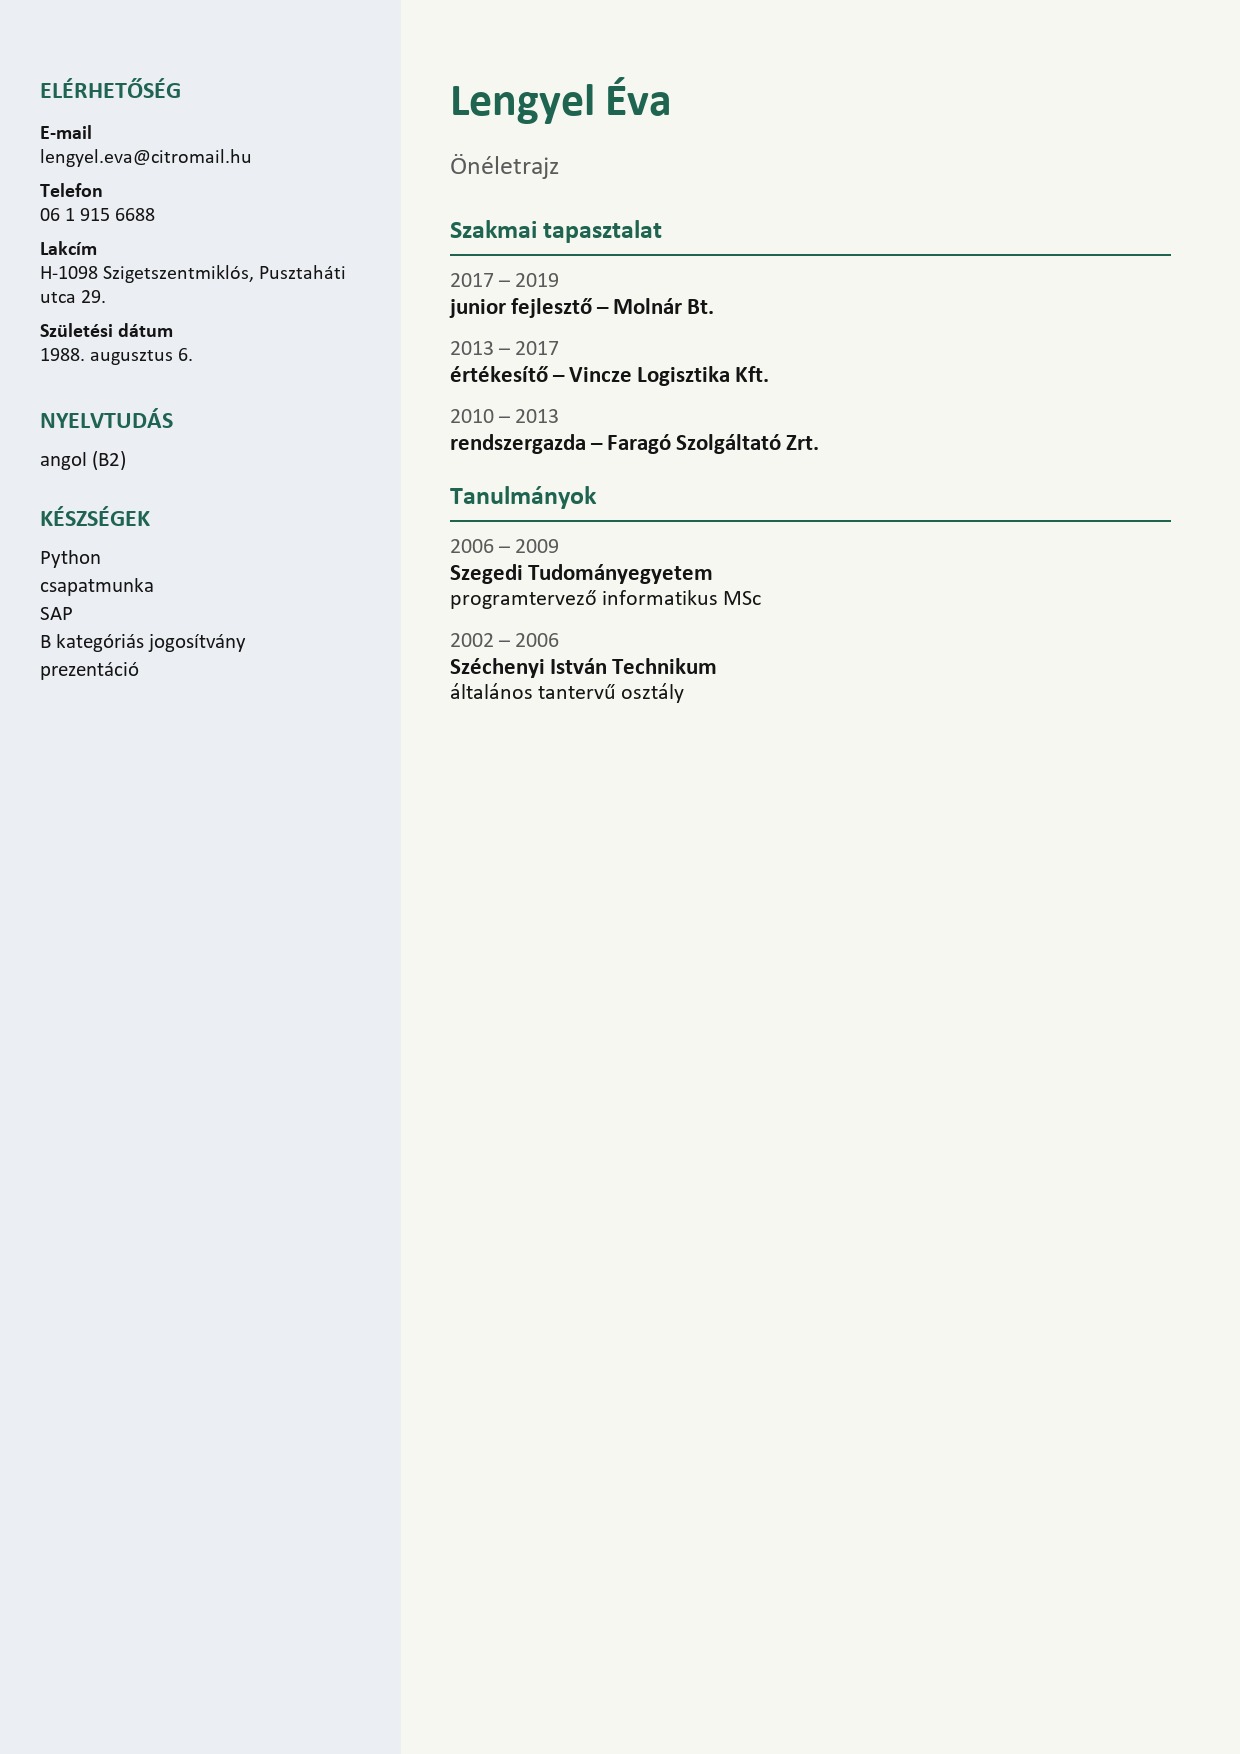 ELÉRHETŐSÉG
E-mail
lengyel.eva@citromail.hu
Telefon
06 1 915 6688
Lakcím
H-1098 Szigetszentmiklós, Pusztaháti
utca 29.
Születési dátum
1988. augusztus 6.
NYELVTUDÁS
angol (B2)
KÉSZSÉGEK
Python
csapatmunka
SAP
B kategóriás jogosítvány
prezentáció
Lengyel Éva
Önéletrajz
Szakmai tapasztalat
2017 – 2019
junior fejlesztő – Molnár Bt.
2013 – 2017
értékesítő – Vincze Logisztika Kft.
2010 – 2013
rendszergazda – Faragó Szolgáltató Zrt.
Tanulmányok
2006 – 2009
Szegedi Tudományegyetem
programtervező informatikus MSc
2002 – 2006
Széchenyi István Technikum
általános tantervű osztály